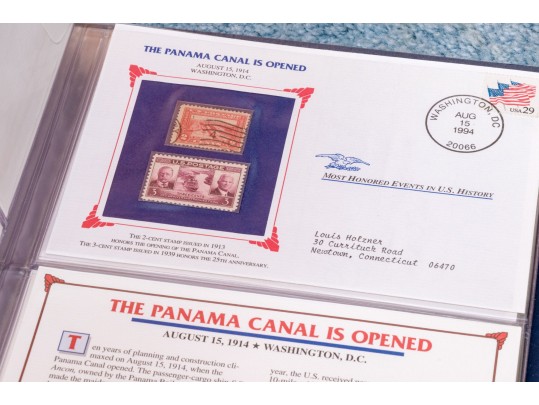 THE PANAMA CANAL IS OPENED
AUGUST 15, 1914
WASHINGTON, D.C.
U.S. POSTAGE
THE 2-CENT STAMP ISSUED IN 1913
HONORS THE OPENING OF THE PANAMA CANAL.
THE 3-CENT STAMP ISSUED IN 1939 HONORS THE 25TH ANNIVERSARY.
WASHINGTON, DC
AUG
15
1994
20066
USA 29
MOST HONORED EVENTS IN U.S. HISTORY
Louis Holzner
30 Currituck Road
Newtown, Connecticut 06470
THE PANAMA CANAL IS OPENED
AUGUST 15, 1914 ★ WASHINGTON, D.C.
Ten years of planning and construction cli-
maxed on August 15, 1914, when the
Panama Canal opened. The passenger-cargo ship
Ancon, owned by the Panama
made the
year, the U.S. received